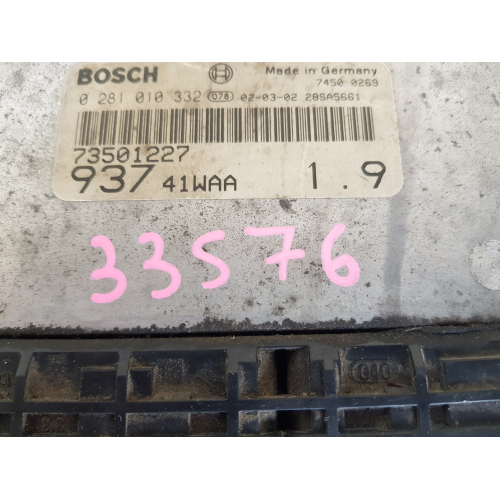 BOSCH Made in Germany
7450 0269
0 281 010 332 078 02-03-02 28SA5661
73501227
937 41WAA 1.9
33576